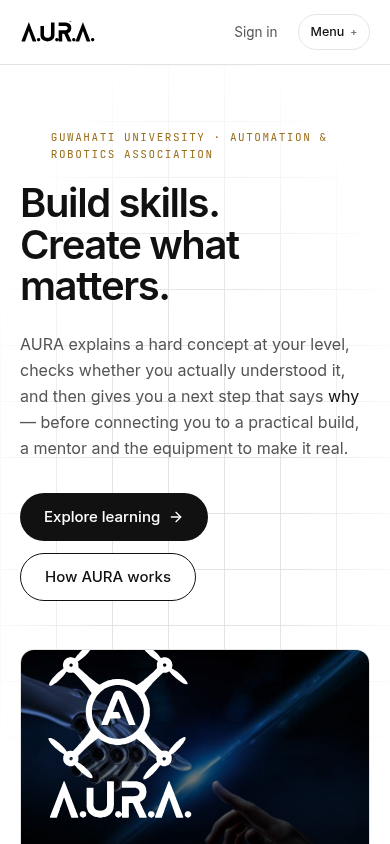 A.U.R.A.
Sign in
Menu +
GUWAHATI UNIVERSITY · AUTOMATION &
ROBOTICS ASSOCIATION
Build skills.
Create what
matters.
AURA explains a hard concept at your level,
checks whether you actually understood it,
and then gives you a next step that says why
— before connecting you to a practical build,
a mentor and the equipment to make it real.
Explore learning →
How AURA works
A
A.U.R.A.